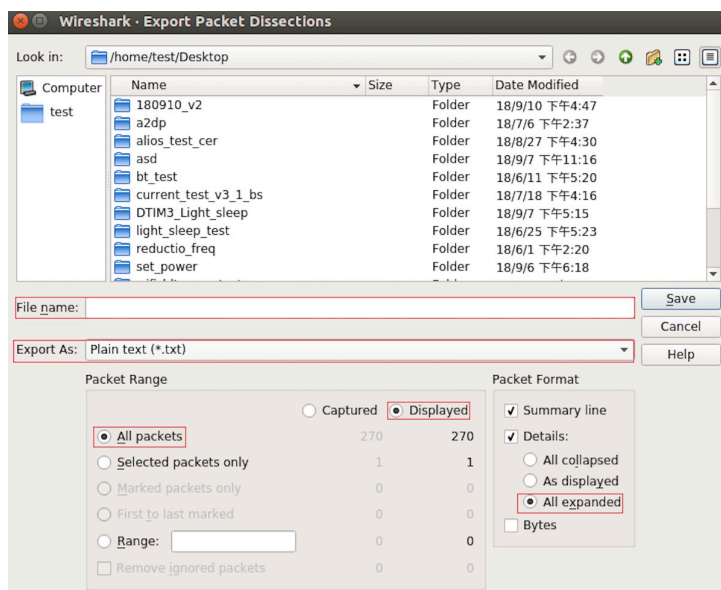 Wireshark · Export Packet Dissections
Look in: /home/test/Desktop
Computer
test
Name Size Type Date Modified
180910_v2 Folder 18/9/10 下午4:47
a2dp Folder 18/7/6 下午2:37
alios_test_cer Folder 18/8/27 下午4:30
asd Folder 18/9/7 下午11:16
bt_test Folder 18/6/11 下午5:20
current_test_v3_1_bs Folder 18/7/18 下午4:16
DTIM3_Light_sleep Folder 18/9/7 下午5:15
light_sleep_test Folder 18/6/25 下午5:23
reductio_freq Folder 18/6/1 下午2:20
set_power Folder 18/9/6 下午6:18
File name: Save
Cancel
Export As: Plain text (*.txt) Help
Packet Range Packet Format
Captured Displayed Summary line
All packets 270 270 Details:
Selected packets only 1 1 All collapsed
Marked packets only 0 0 As displayed
First to last marked 0 0 All expanded
Range: 0 0 Bytes
Remove ignored packets 0 0